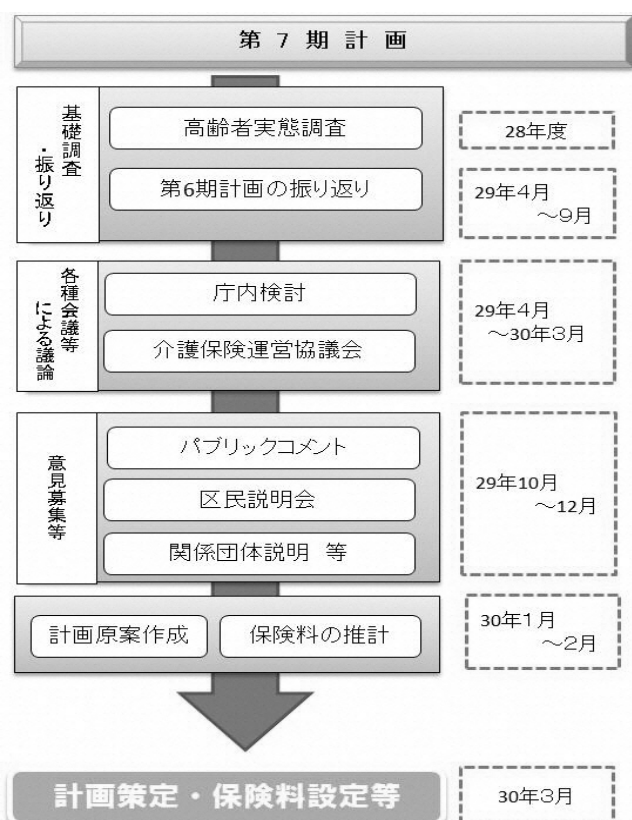 第 7 期 計 画
基礎調査
・振り返り
高齢者実態調査
28年度
第6期計画の振り返り
29年4月
～9月
各種会議等
による議論
庁内検討
介護保険運営協議会
29年4月
～30年3月
意見募集等
パブリックコメント
区民説明会
関係団体説明 等
29年10月
～12月
計画原案作成
保険料の推計
30年1月
～2月
計画策定・保険料設定等
30年3月